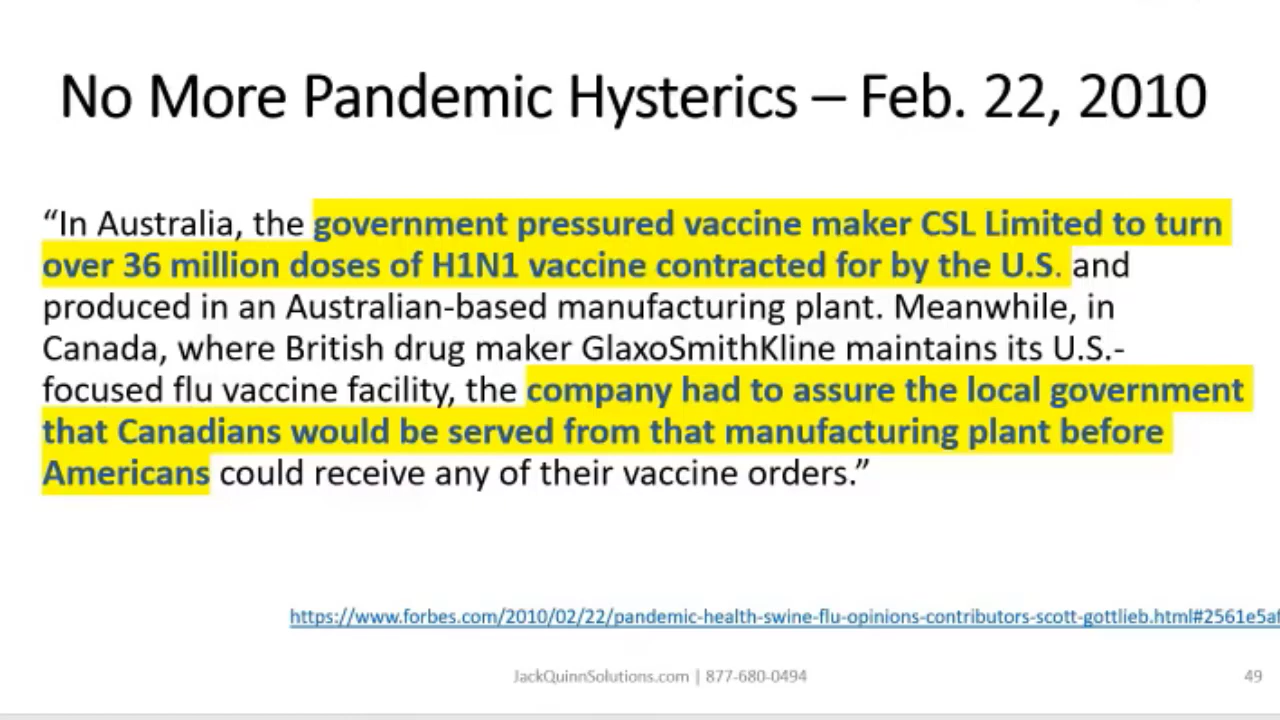 No More Pandemic Hysterics – Feb. 22, 2010
“In Australia, the government pressured vaccine maker CSL Limited to turn
over 36 million doses of H1N1 vaccine contracted for by the U.S. and
produced in an Australian-based manufacturing plant. Meanwhile, in
Canada, where British drug maker GlaxoSmithKline maintains its U.S.-
focused flu vaccine facility, the company had to assure the local government
that Canadians would be served from that manufacturing plant before
Americans could receive any of their vaccine orders.”
https://www.forbes.com/2010/02/22/pandemic-health-swine-flu-opinions-contributors-scott-gottlieb.html#2561e5af
JackQuinnSolutions.com | 877-680-0494
49